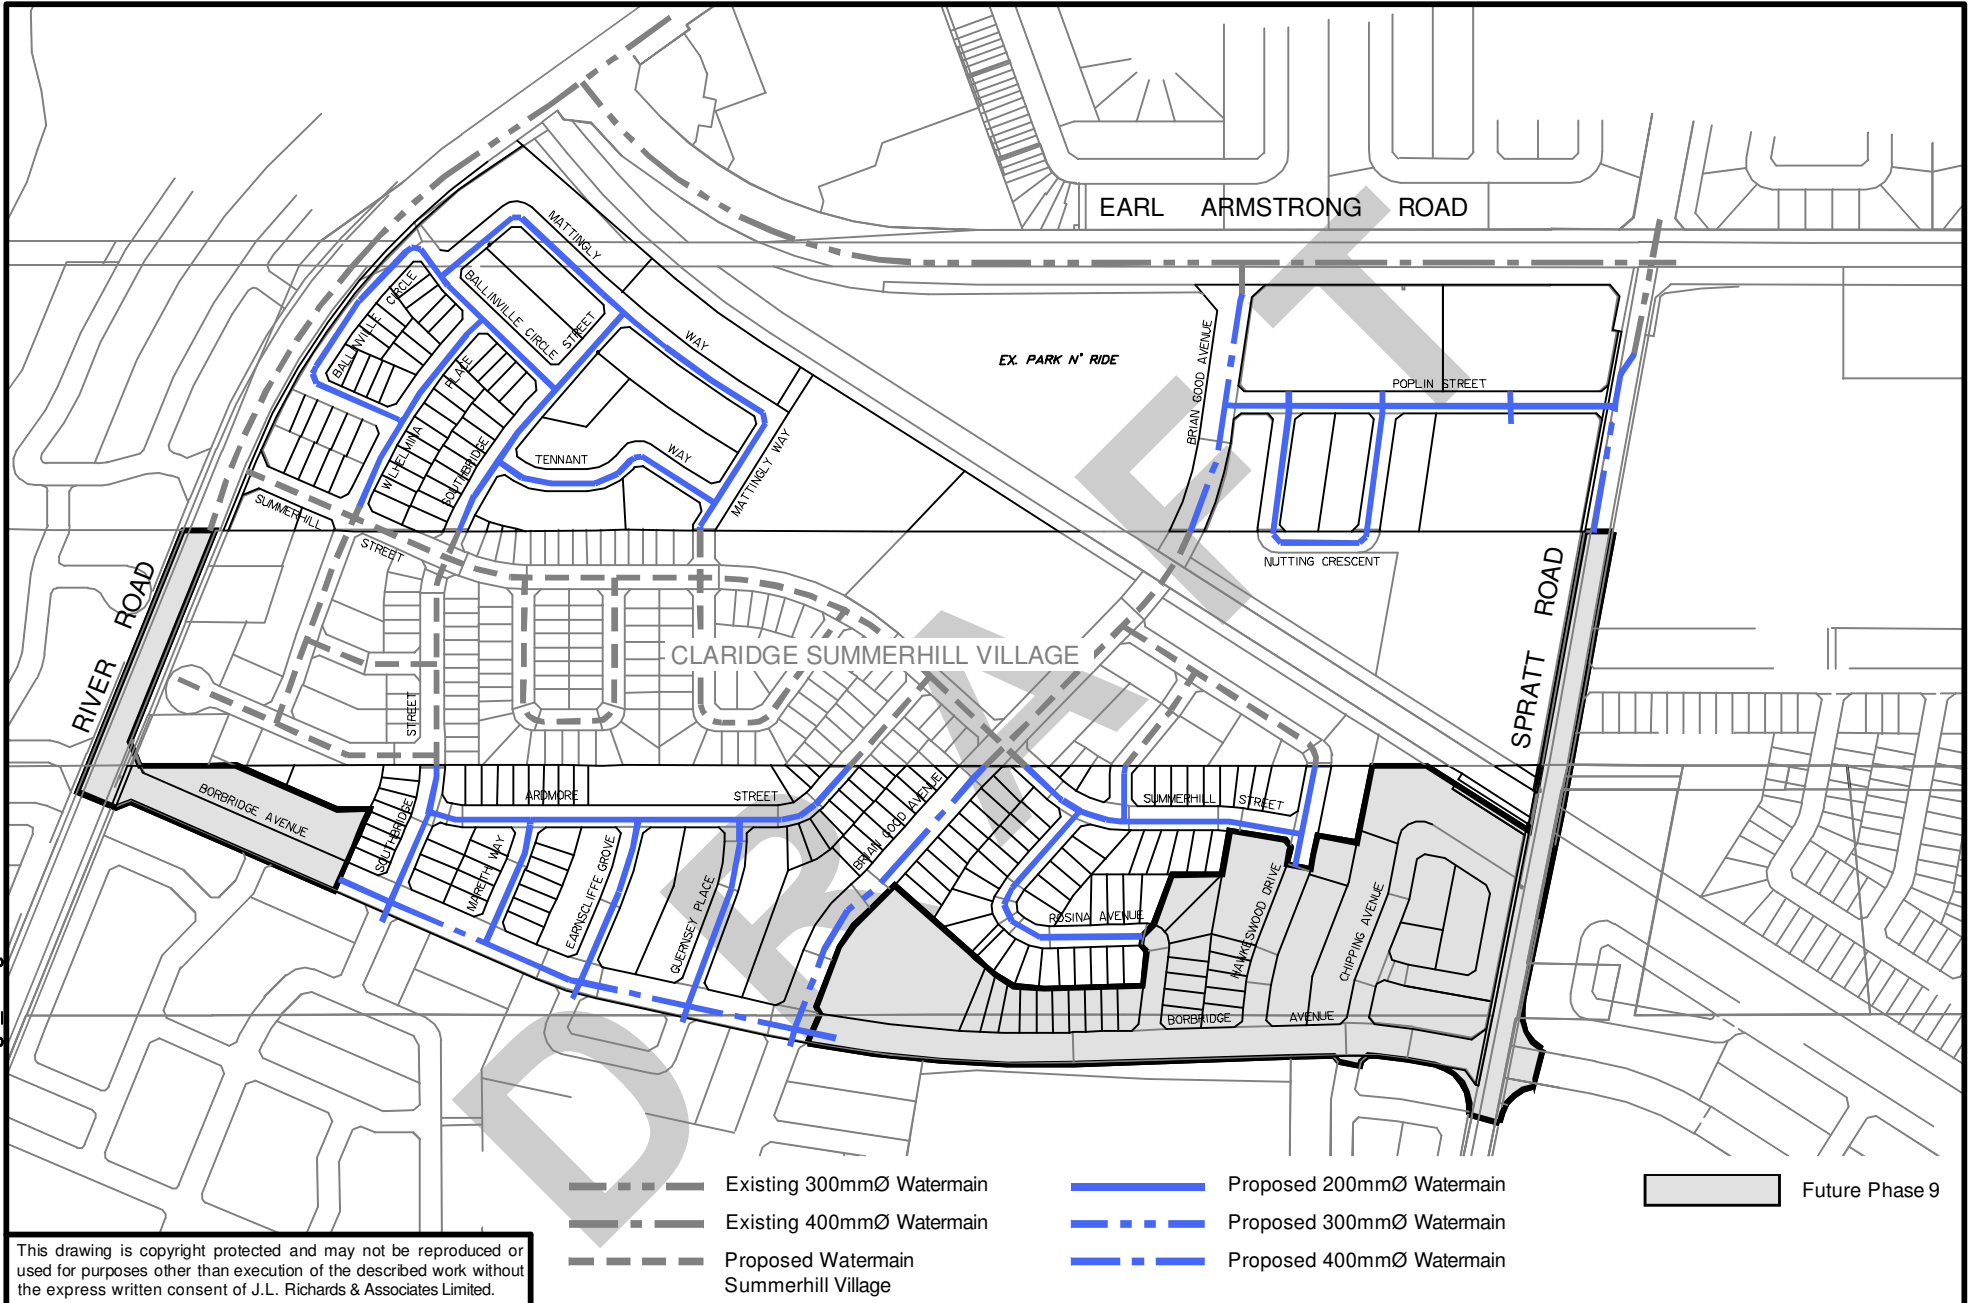 EARL ARMSTRONG ROAD
MATTINGLY
WAY
BALLINVILLE CIRCLE
BALLINVILLE CIRCLE
STREET
EX. PARK N' RIDE
BRIAN GOOD AVENUE
POPLIN STREET
WILHELMINA PLACE
SOUTHBRIDGE
TENNANT WAY
MATTINGLY WAY
SUMMERHILL STREET
NUTTING CRESCENT
RIVER ROAD
SPRATT ROAD
CLARIDGE SUMMERHILL VILLAGE
STREET
BORBRIDGE AVENUE
SOUTHBRIDGE
ARDMORE STREET
BRIAN GOOD AVENUE
SUMMERHILL STREET
MAREITH WAY
EARNSCLIFFE GROVE
GUERNSEY PLACE
ROSINA AVENUE
HAWKESWOOD DRIVE
CHIPPING AVENUE
BORBRIDGE AVENUE
DRAFT
Existing 300mmØ Watermain
Existing 400mmØ Watermain
Proposed Watermain
Summerhill Village
Proposed 200mmØ Watermain
Proposed 300mmØ Watermain
Proposed 400mmØ Watermain
Future Phase 9
This drawing is copyright protected and may not be reproduced or
used for purposes other than execution of the described work without
the express written consent of J.L. Richards & Associates Limited.